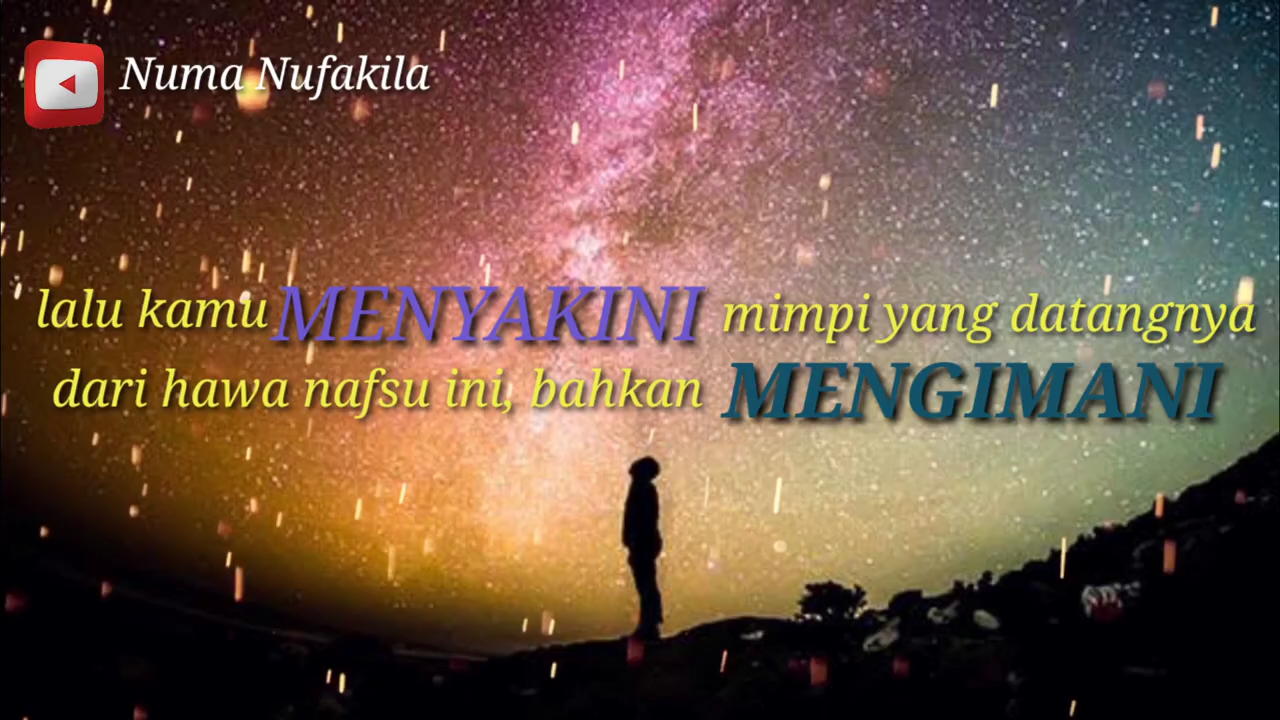 Numa Nufakila
lalu kamu MENYAKINI mimpi yang datangnya
dari hawa nafsu ini, bahkan MENGIMANI